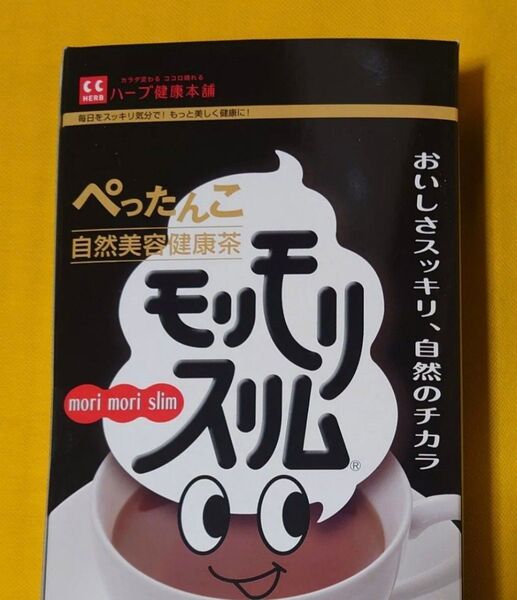 CC
HERB
カラダ変わる ココロ晴れる
ハーブ健康本舗
毎日をスッキリ気分で! もっと美しく健康に!
ぺったんこ
自然美容健康茶
モリモリ
スリム®
mori mori slim
おいしさスッキリ、自然のチカラ